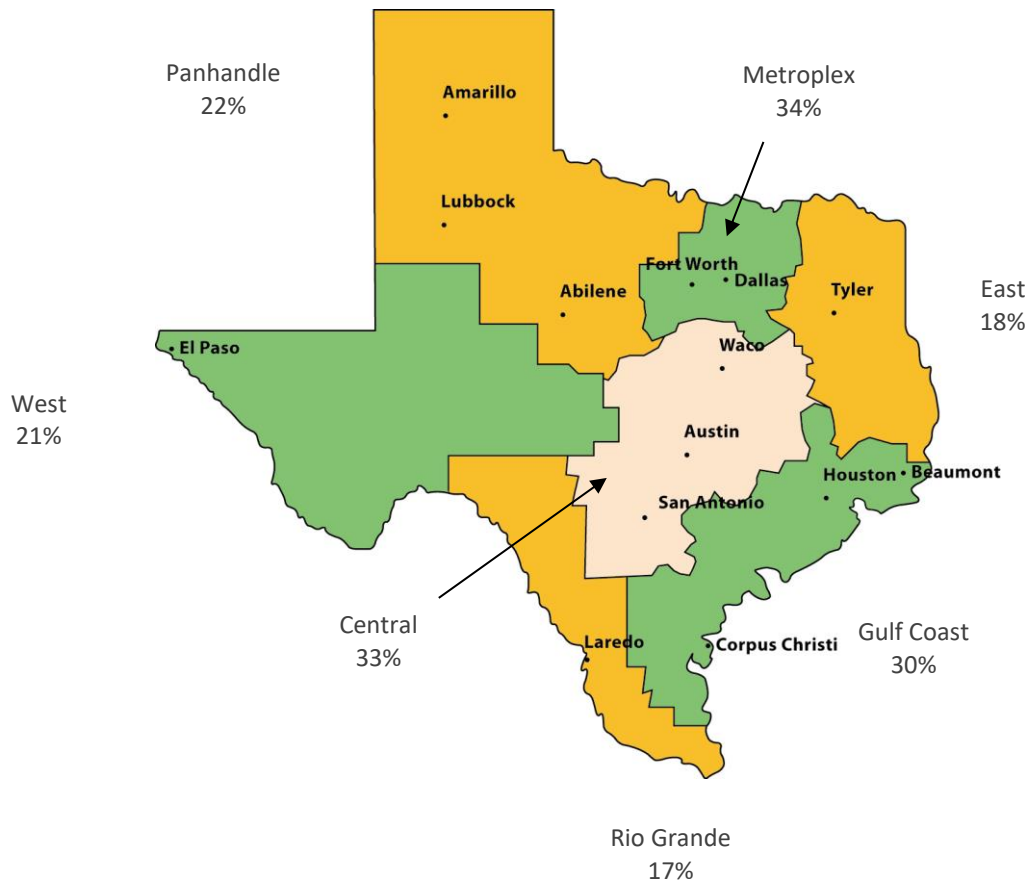 Panhandle
22%
Metroplex
34%
Amarillo
Lubbock
Fort Worth
Dallas
Abilene
Tyler
East
18%
El Paso
Waco
West
21%
Austin
Houston
Beaumont
San Antonio
Central
33%
Laredo
Corpus Christi
Gulf Coast
30%
Rio Grande
17%